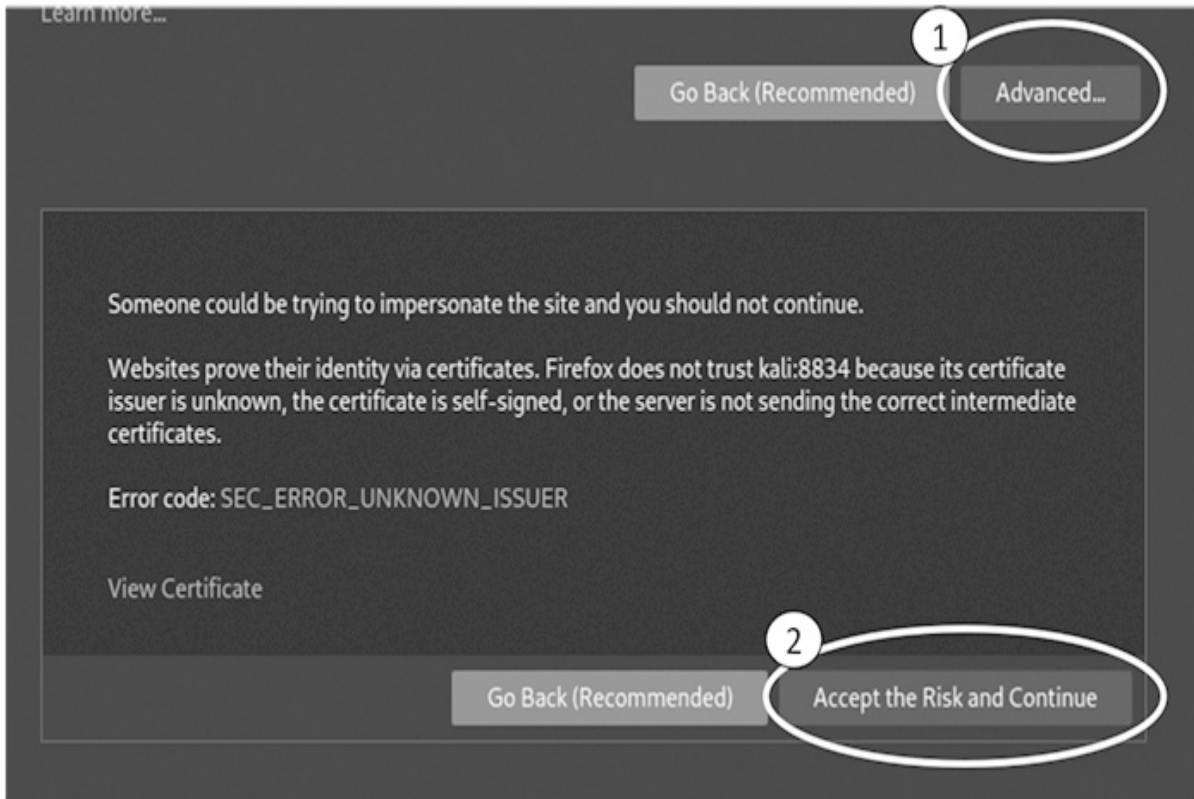 Learn more...
1
Go Back (Recommended) Advanced...
Someone could be trying to impersonate the site and you should not continue.
Websites prove their identity via certificates. Firefox does not trust kali:8834 because its certificate
issuer is unknown, the certificate is self-signed, or the server is not sending the correct intermediate
certificates.
Error code: SEC_ERROR_UNKNOWN_ISSUER
View Certificate
2
Go Back (Recommended) Accept the Risk and Continue